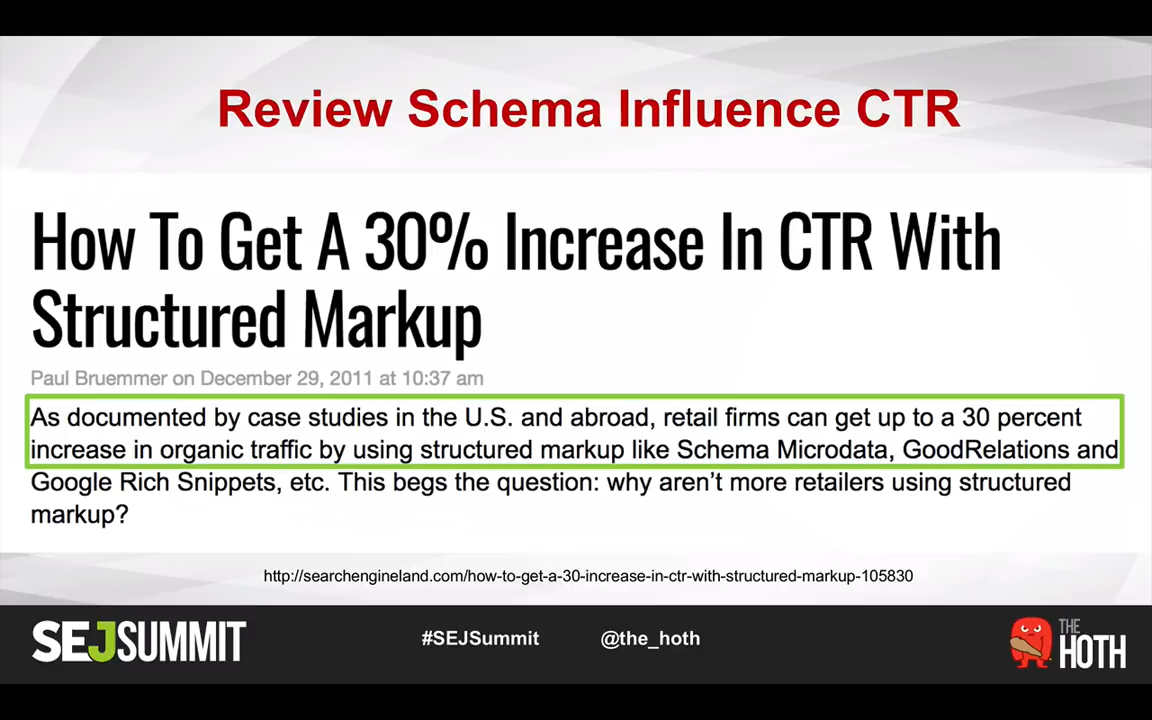 Review Schema Influence CTR
How To Get A 30% Increase In CTR With
Structured Markup
Paul Bruemmer on December 29, 2011 at 10:37 am
As documented by case studies in the U.S. and abroad, retail firms can get up to a 30 percent
increase in organic traffic by using structured markup like Schema Microdata, GoodRelations and
Google Rich Snippets, etc. This begs the question: why aren't more retailers using structured
markup?
http://searchengineland.com/how-to-get-a-30-increase-in-ctr-with-structured-markup-105830
SEJSUMMIT
#SEJSummit
@the_hoth
THE
HOTH